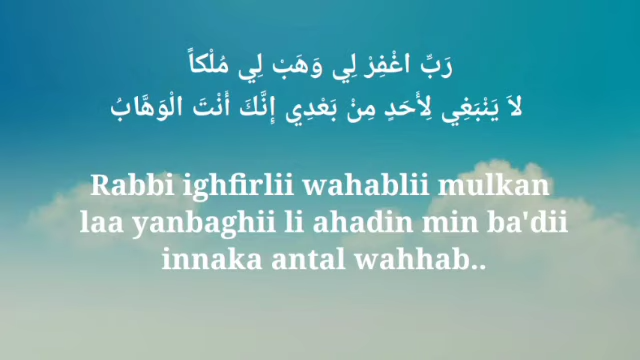 رَبِّ اغْفِرْ لِي وَهَبْ لِي مُلْكاً
لاَ يَنْبَغِي لِأَحَدٍ مِنْ بَعْدِي إِنَّكَ أَنْتَ الْوَهَّابُ
Rabbi ighfirlii wahablii mulkan
laa yanbaghii li ahadin min ba'dii
innaka antal wahhab..